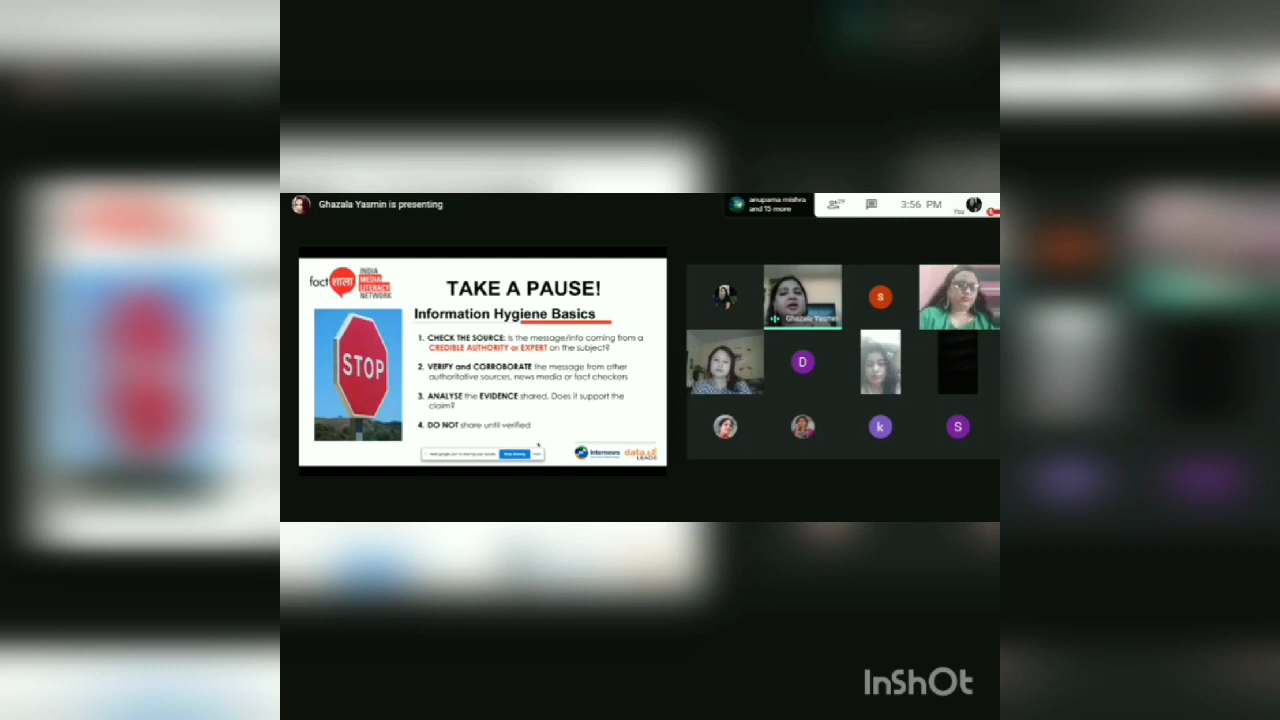 Ghazala Yasmin is presenting
anupama mishra
and 15 more
29
3:56 PM
You
fact शाला
INDIA
MEDIA
LITERACY
NETWORK
TAKE A PAUSE!
Information Hygiene Basics
STOP
1. CHECK THE SOURCE: Is the message/info coming from a
CREDIBLE AUTHORITY or EXPERT on the subject?
2. VERIFY and CORROBORATE the message from other
authoritative sources, news media or fact checkers
3. ANALYSE the EVIDENCE shared. Does it support the
claim?
4. DO NOT share until verified
Stop sharing
Internews
data
LEADS
Ghazala Yasmin
S
D
k
S
InShOt